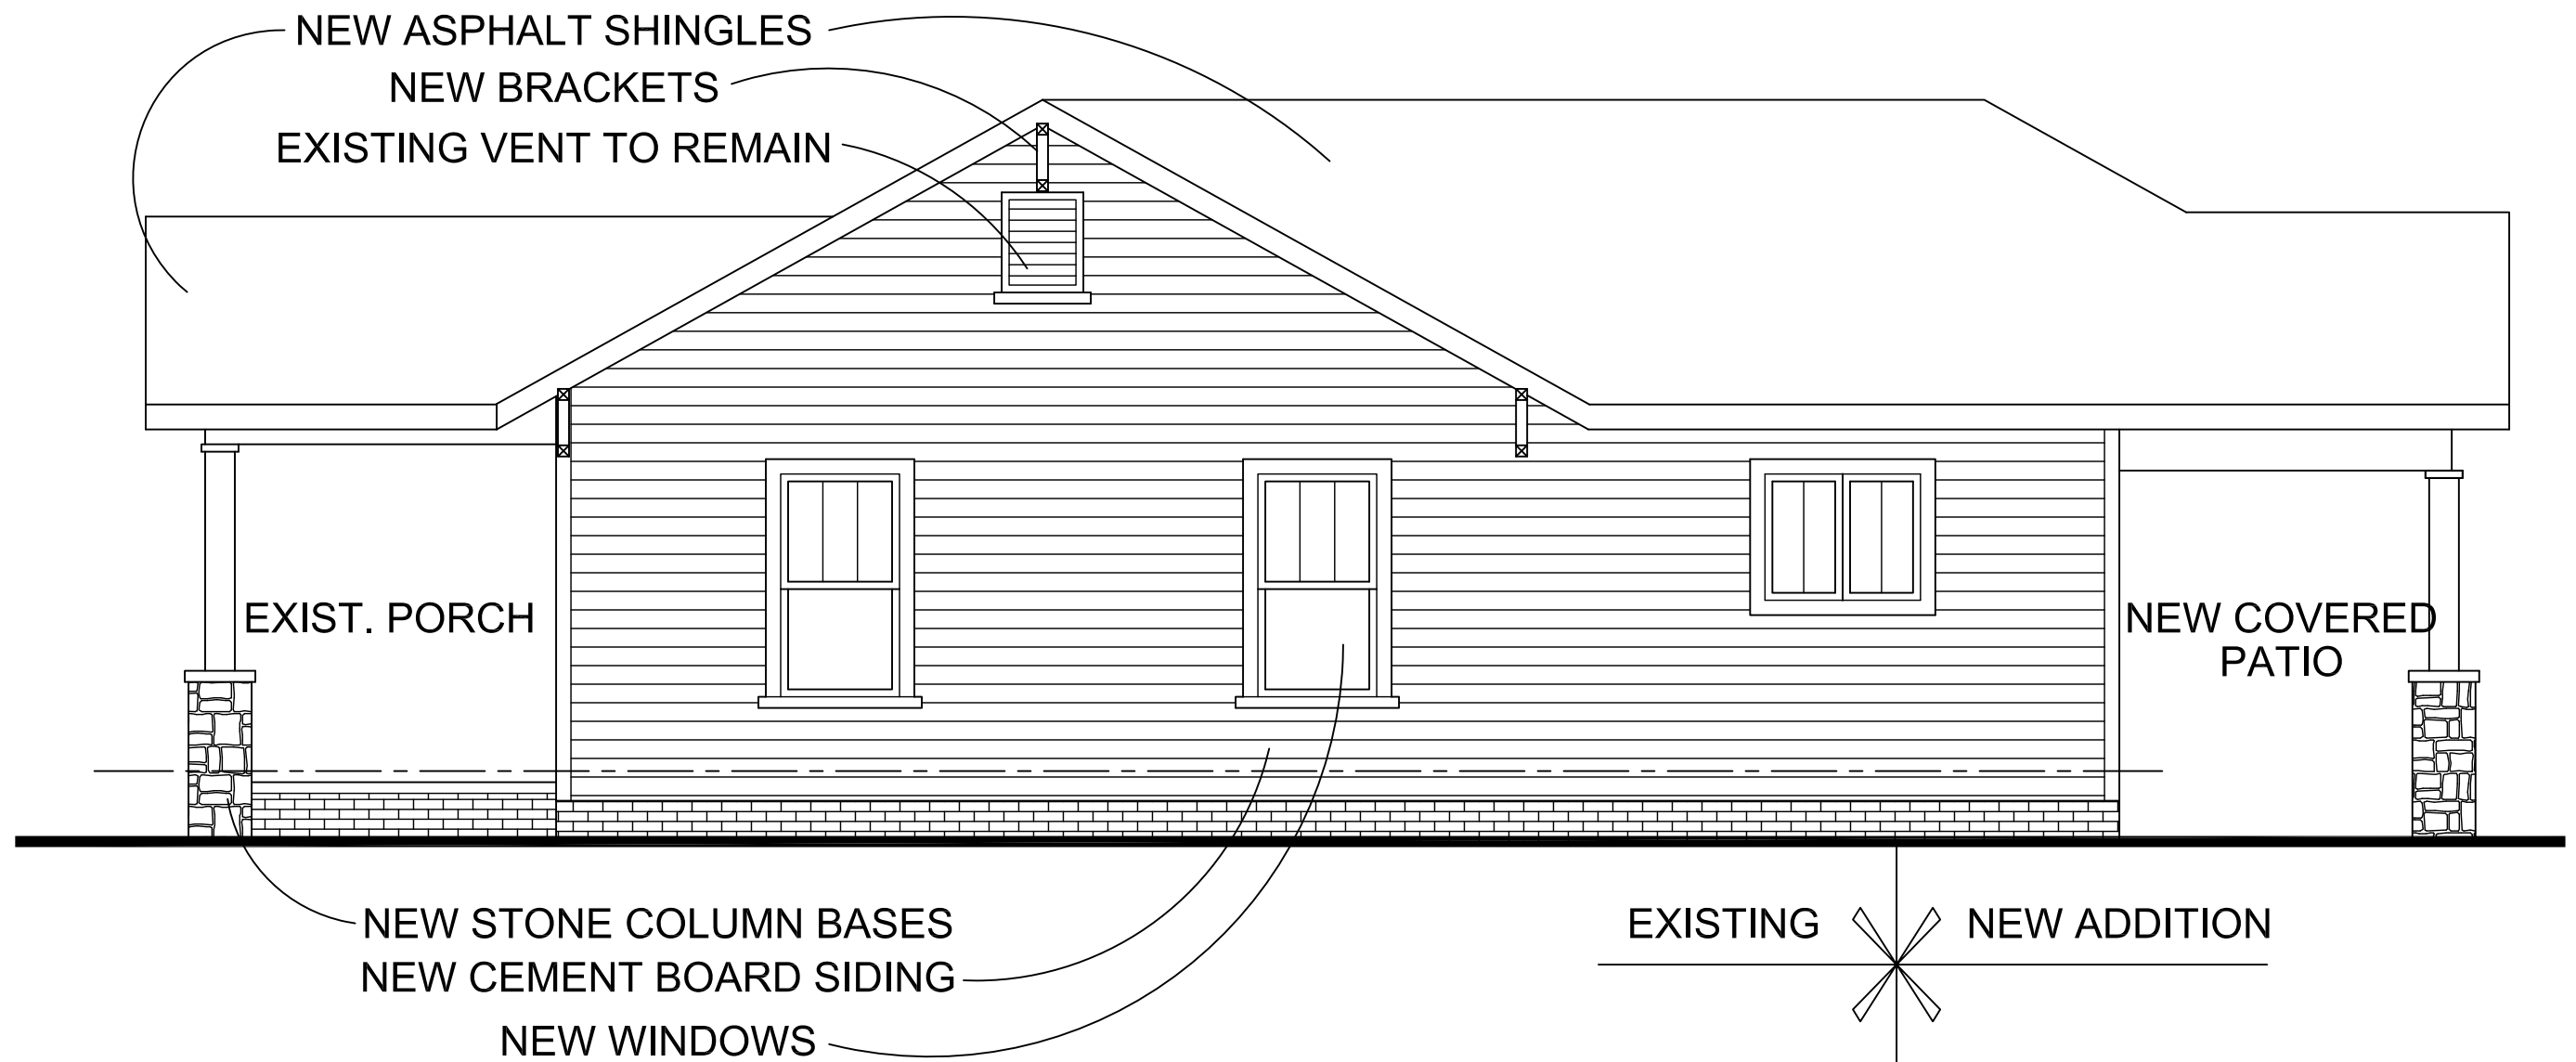 NEW ASPHALT SHINGLES
NEW BRACKETS
EXISTING VENT TO REMAIN
EXIST. PORCH
NEW COVERED
PATIO
NEW STONE COLUMN BASES
NEW CEMENT BOARD SIDING
NEW WINDOWS
EXISTING
NEW ADDITION